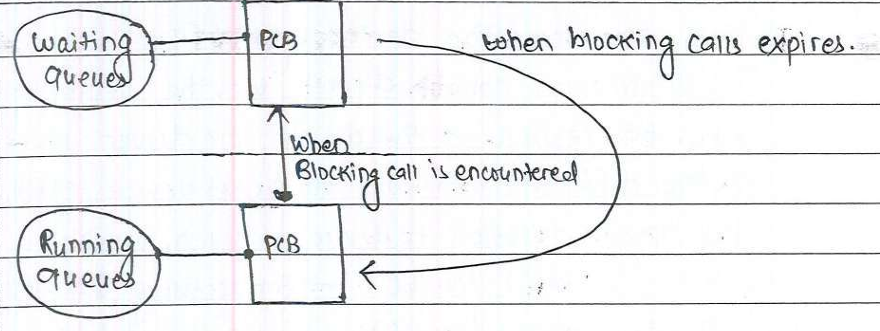 Waiting queues
PCB
when blocking calls expires.
when
Blocking call is encountered
Running queues
PCB